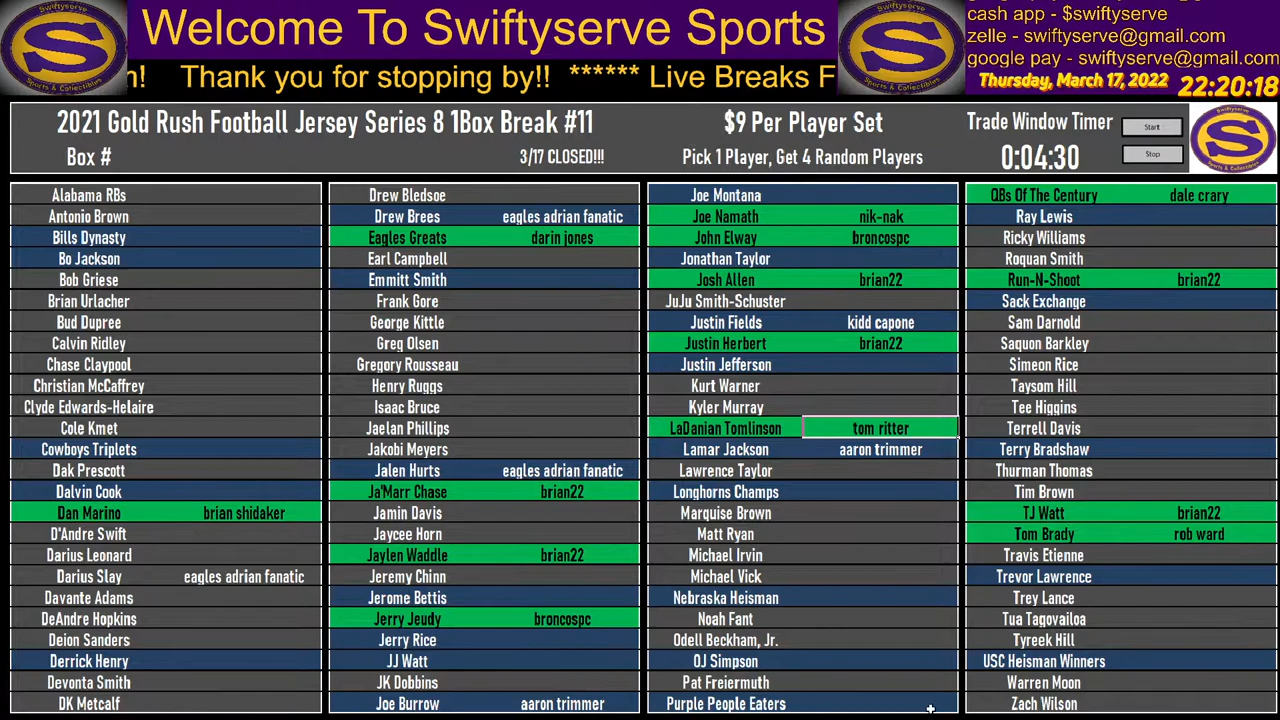 Welcome To Swiftyserve Sports
cash app - $swiftyserve
zelle - swiftyserve@gmail.com
google pay - swiftyserve@gmail.com
Thank you for stopping by!! ****** Live Breaks F
Thursday, March 17, 2022 22:20:18
2021 Gold Rush Football Jersey Series 8 1Box Break #11
$9 Per Player Set
Trade Window Timer
Start
Box #
3/17 CLOSED!!!
Pick 1 Player, Get 4 Random Players
0:04:30
Stop
Swiftyserve
S
Sports & Collectibles
Alabama RBs
Antonio Brown
Bills Dynasty
Bo Jackson
Bob Griese
Brian Urlacher
Bud Dupree
Calvin Ridley
Chase Claypool
Christian McCaffrey
Clyde Edwards-Helaire
Cole Kmet
Cowboys Triplets
Dak Prescott
Dalvin Cook
Dan Marino brian shidaker
D'Andre Swift
Darius Leonard
Darius Slay eagles adrian fanatic
Davante Adams
DeAndre Hopkins
Deion Sanders
Derrick Henry
Devonta Smith
DK Metcalf
Drew Bledsoe
Drew Brees eagles adrian fanatic
Eagles Greats darin jones
Earl Campbell
Emmitt Smith
Frank Gore
George Kittle
Greg Olsen
Gregory Rousseau
Henry Ruggs
Isaac Bruce
Jaelan Phillips
Jakobi Meyers
Jalen Hurts eagles adrian fanatic
Ja'Marr Chase brian22
Jamin Davis
Jaycee Horn
Jaylen Waddle brian22
Jeremy Chinn
Jerome Bettis
Jerry Jeudy broncospc
Jerry Rice
JJ Watt
JK Dobbins
Joe Burrow aaron trimmer
Joe Montana
Joe Namath nik-nak
John Elway broncospc
Jonathan Taylor
Josh Allen brian22
JuJu Smith-Schuster
Justin Fields kidd capone
Justin Herbert brian22
Justin Jefferson
Kurt Warner
Kyler Murray
LaDanian Tomlinson tom ritter
Lamar Jackson aaron trimmer
Lawrence Taylor
Longhorns Champs
Marquise Brown
Matt Ryan
Michael Irvin
Michael Vick
Nebraska Heisman
Noah Fant
Odell Beckham, Jr.
OJ Simpson
Pat Freiermuth
Purple People Eaters
QBs Of The Century dale crary
Ray Lewis
Ricky Williams
Roquan Smith
Run-N-Shoot brian22
Sack Exchange
Sam Darnold
Saquon Barkley
Simeon Rice
Taysom Hill
Tee Higgins
Terrell Davis
Terry Bradshaw
Thurman Thomas
Tim Brown
TJ Watt brian22
Tom Brady rob ward
Travis Etienne
Trevor Lawrence
Trey Lance
Tua Tagovailoa
Tyreek Hill
USC Heisman Winners
Warren Moon
Zach Wilson